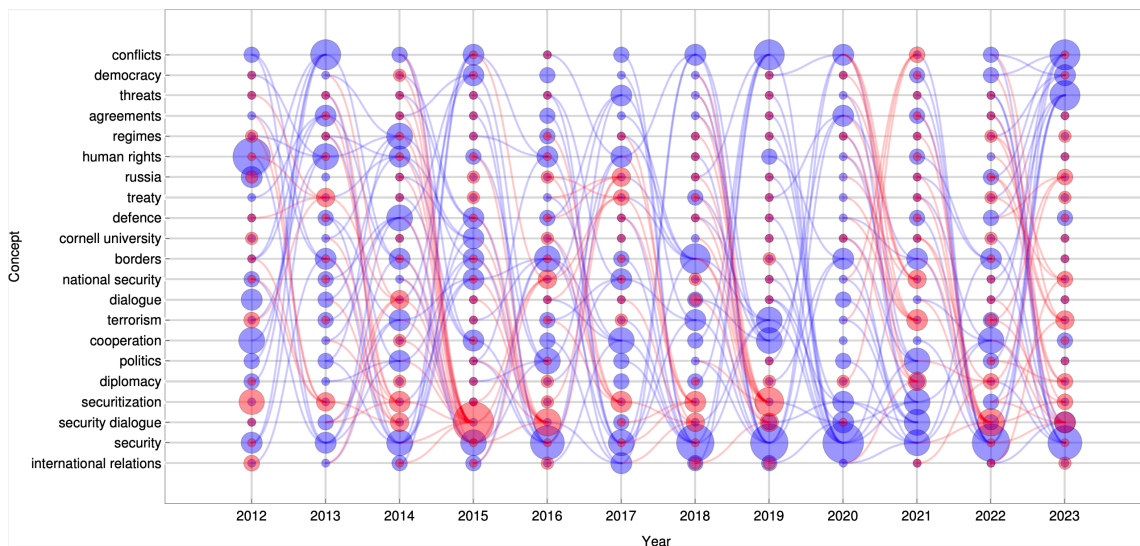 conflicts
democracy
threats
agreements
regimes
human rights
russia
treaty
defence
cornell university
borders
national security
dialogue
terrorism
cooperation
politics
diplomacy
securitization
security dialogue
security
international relations
Concept
2012 2013 2014 2015 2016 2017 2018 2019 2020 2021 2022 2023
Year